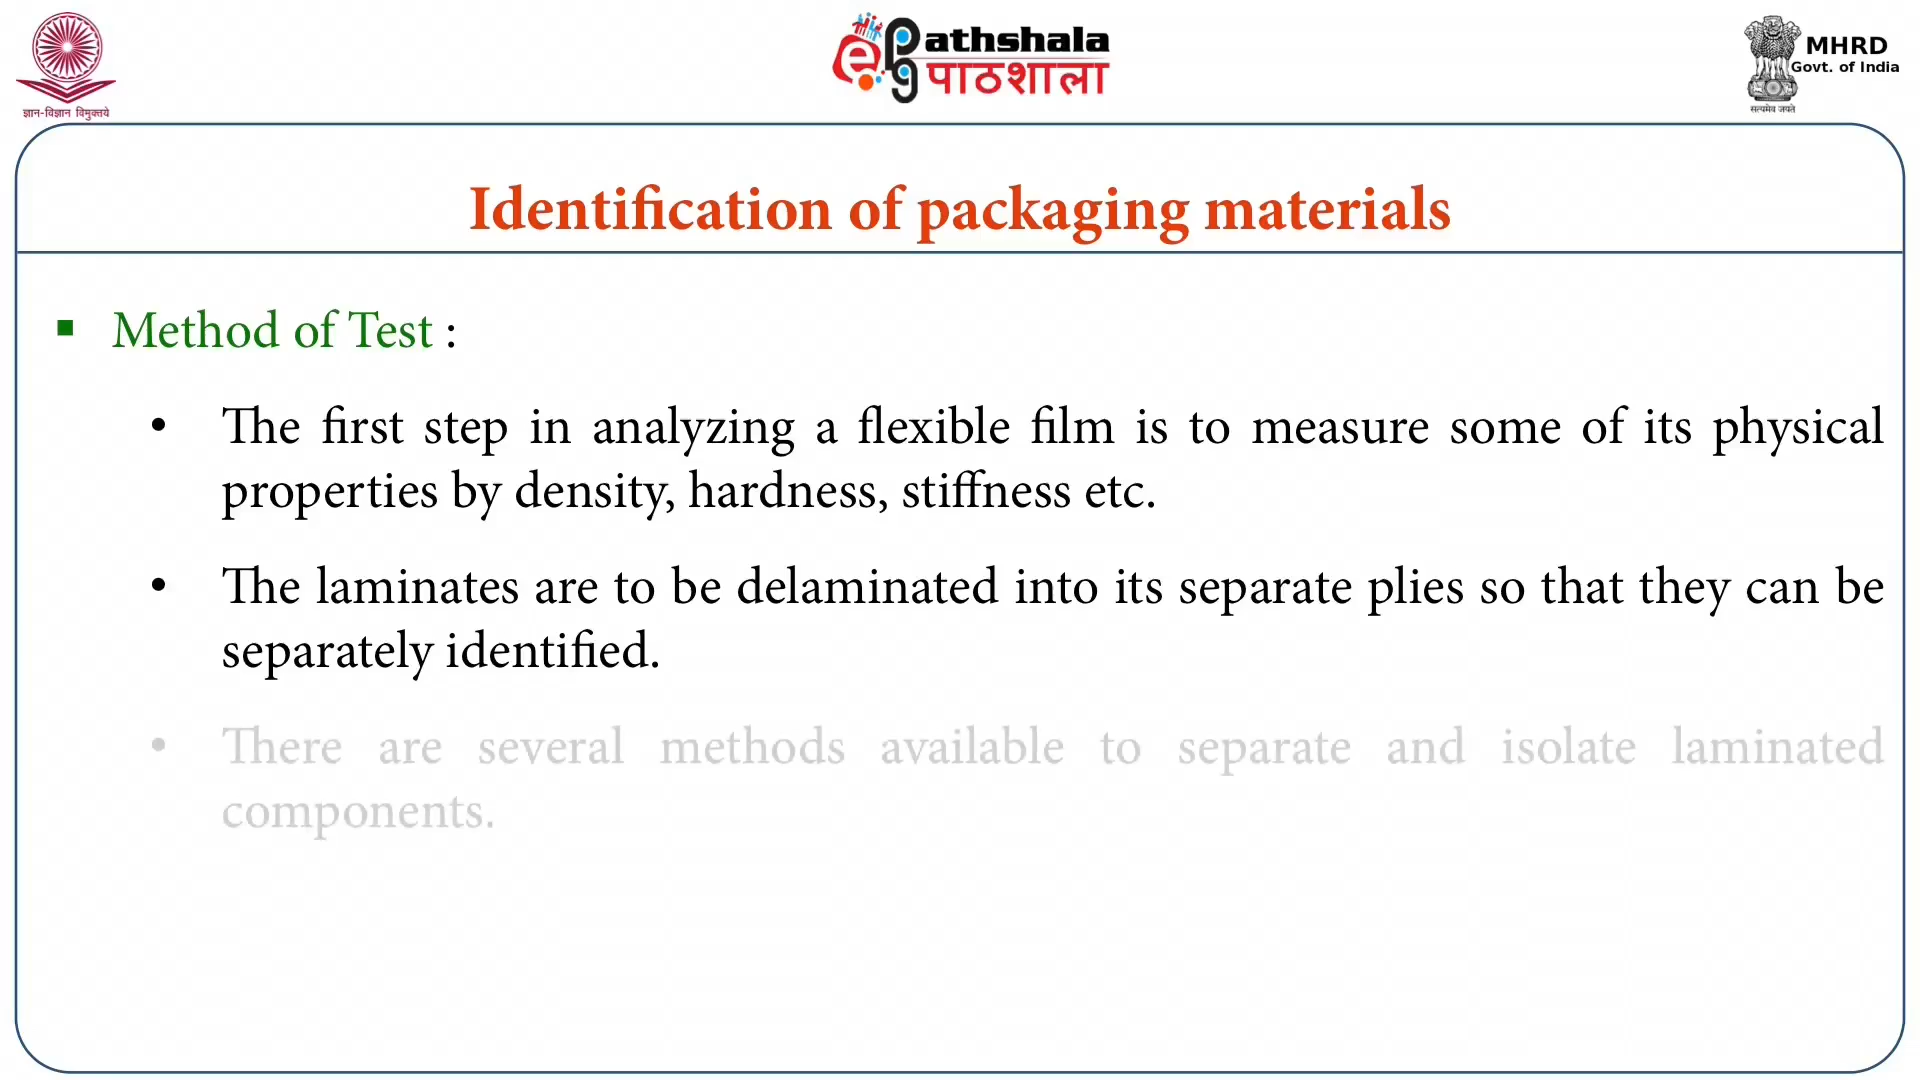 ज्ञान-विज्ञान विमुक्तये
ePG Pathshala
पाठशाला
MHRD
Govt. of India
सत्यमेव जयते
Identification of packaging materials
▪ Method of Test :
• The first step in analyzing a flexible film is to measure some of its physical
properties by density, hardness, stiffness etc.
• The laminates are to be delaminated into its separate plies so that they can be
separately identified.
• There are several methods available to separate and isolate laminated
components.